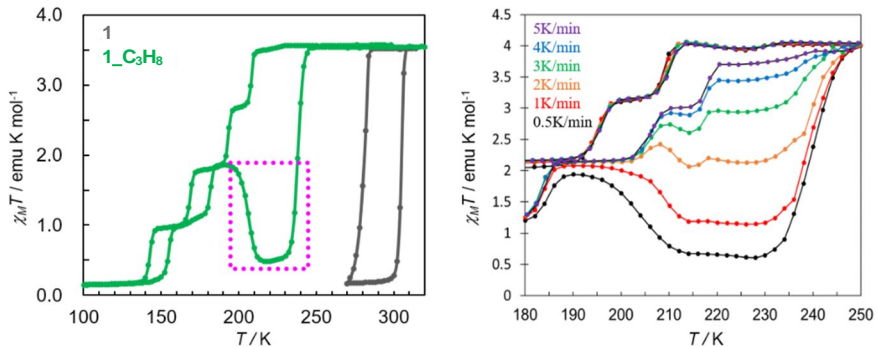 4.0
3.0
2.0
1.0
0.0
χMT / emu K mol-1
1
1_C3H8
100
150
200
250
300
T / K
4.5
4
3.5
3
2.5
2
1.5
1
0.5
0
χMT / emu K mol-1
5K/min
4K/min
3K/min
2K/min
1K/min
0.5K/min
180
190
200
210
220
230
240
250
T / K